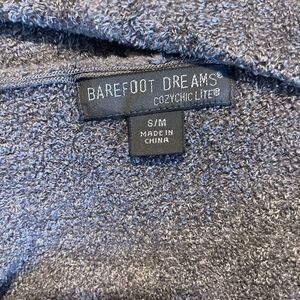 BAREFOOT DREAMS®
COZYCHIC LITE®
S/M
MADE IN
CHINA